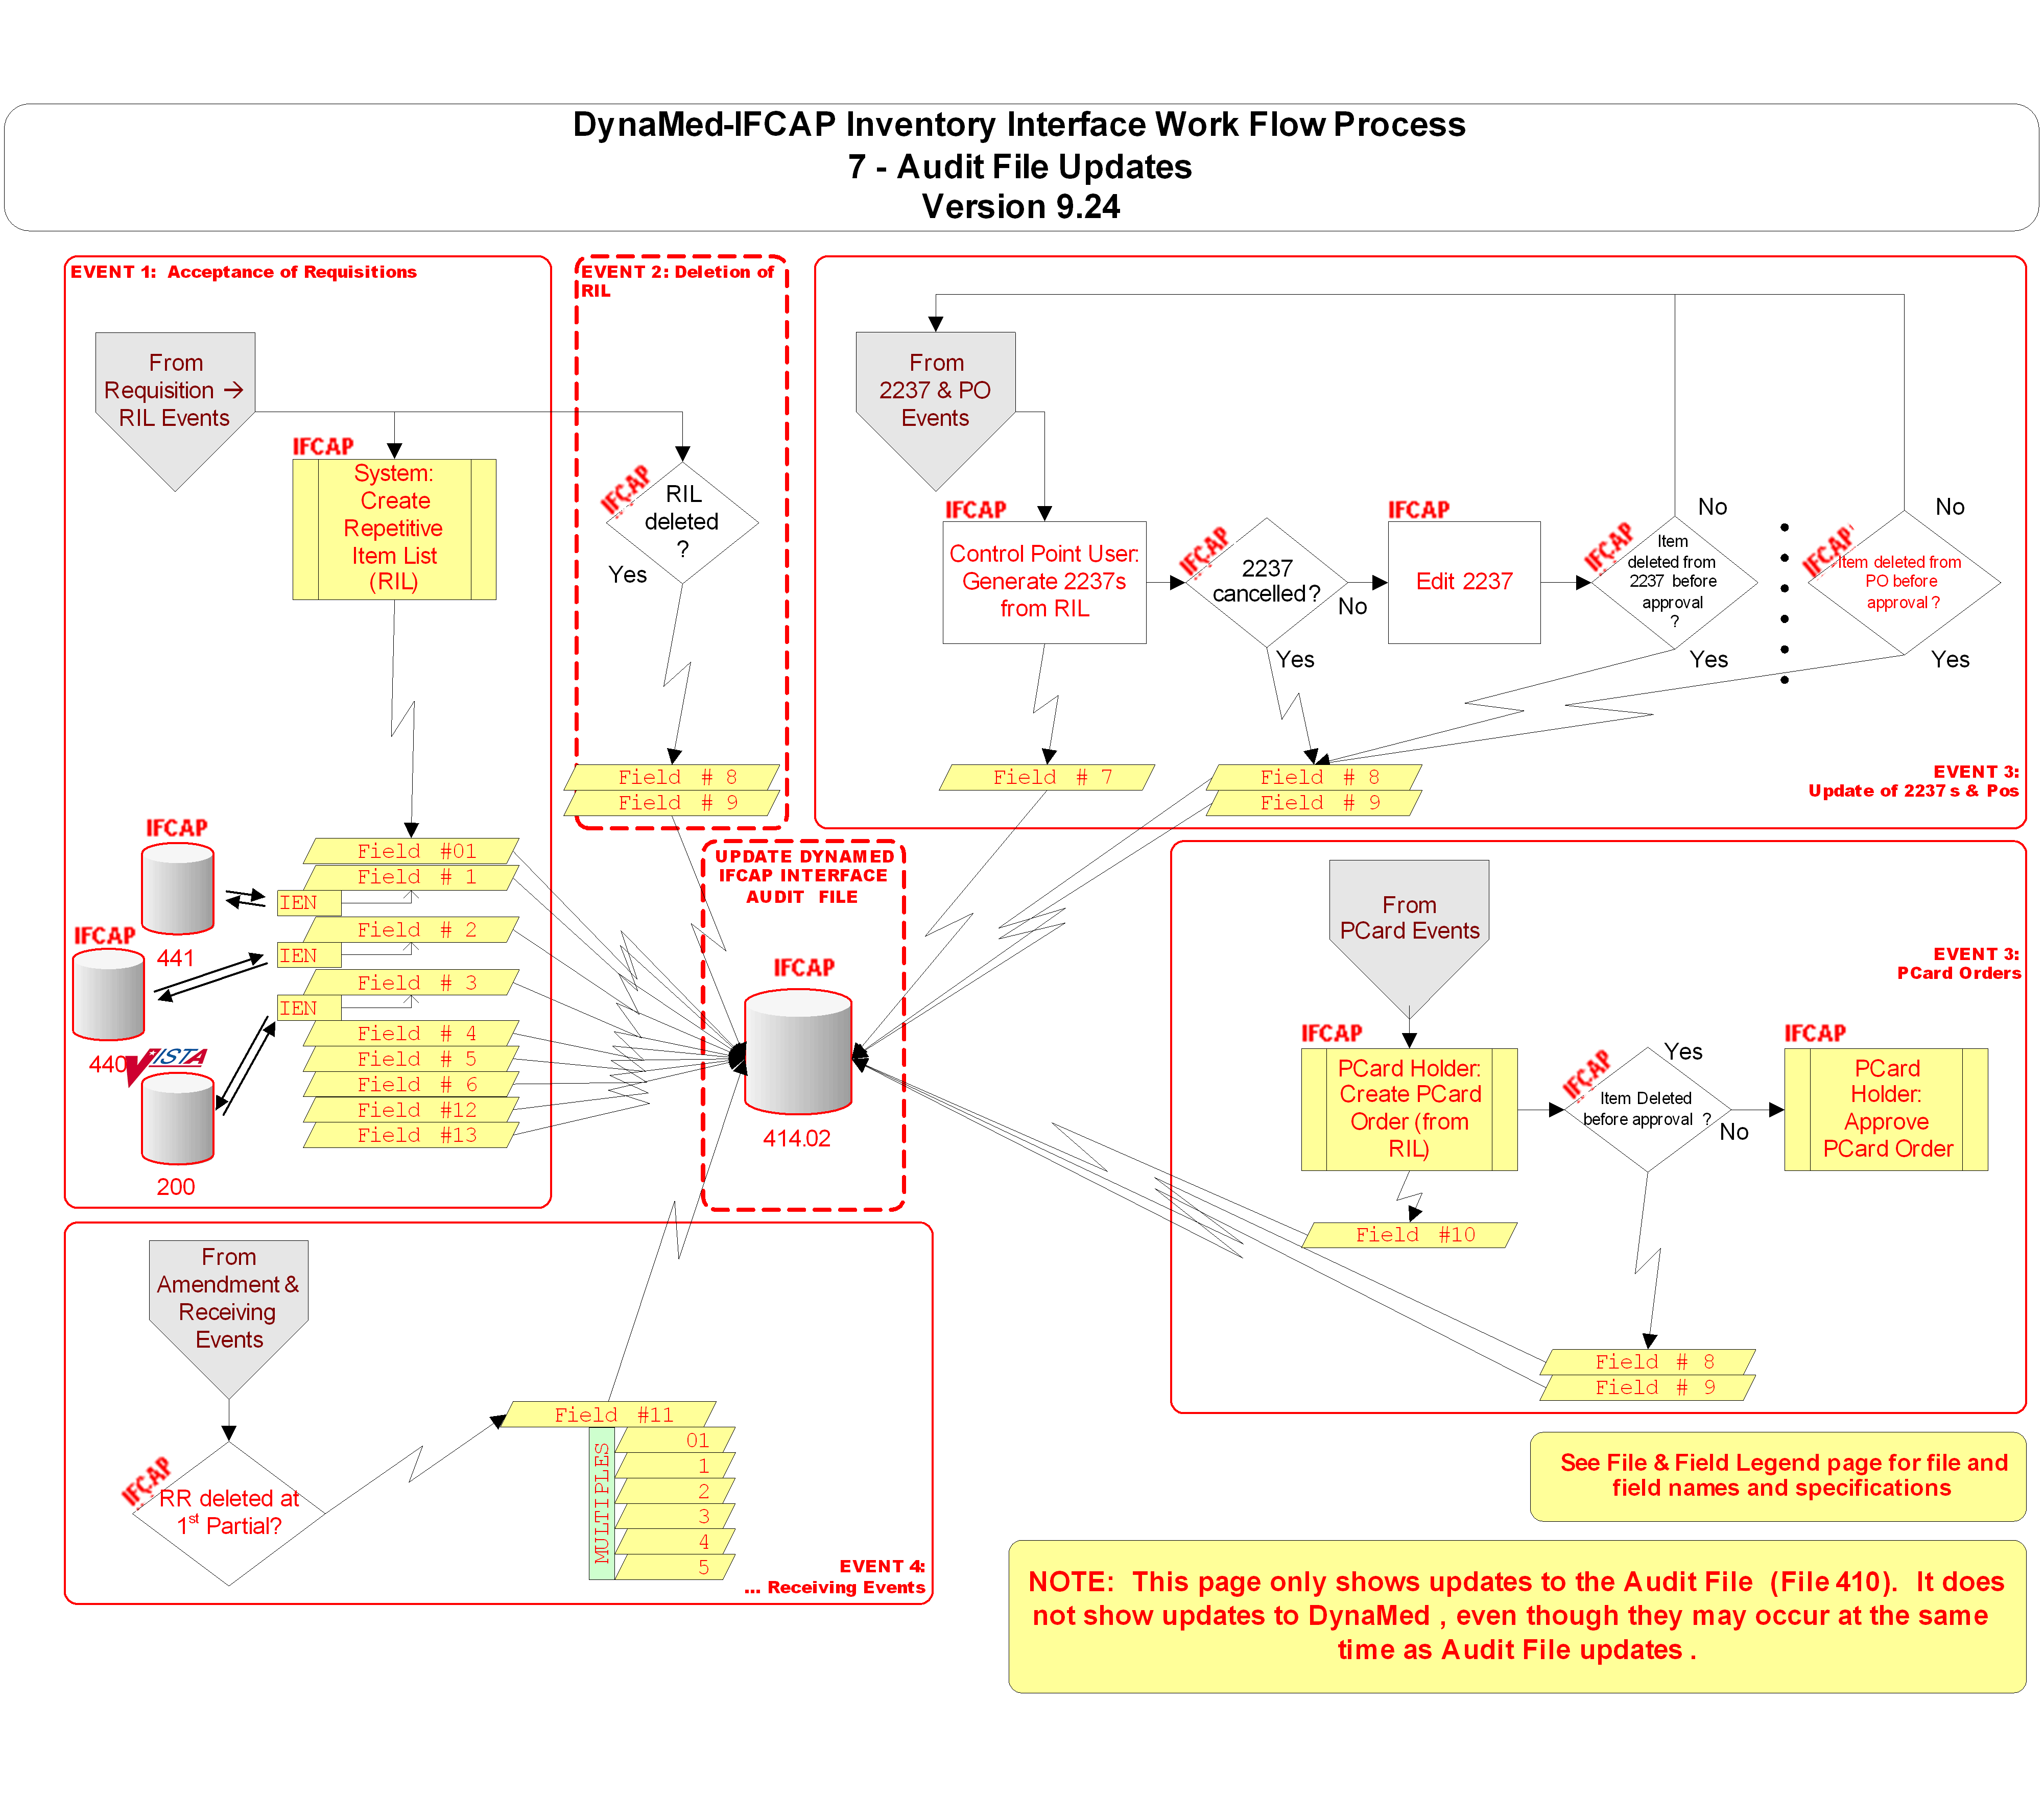 DynaMed-IFCAP Inventory Interface Work Flow Process
7 - Audit File Updates
Version 9.24
EVENT 1: Acceptance of Requisitions
From
Requisition →
RIL Events
IFCAP
System:
Create
Repetitive
Item List
(RIL)
IFCAP
441
IFCAP
440
VISTA
200
Field #01
Field # 1
IEN
Field # 2
IEN
Field # 3
IEN
Field # 4
Field # 5
Field # 6
Field #12
Field #13
EVENT 2: Deletion of
RIL
IFCAP
RIL
deleted
?
Yes
Field # 8
Field # 9
From
2237 & PO
Events
IFCAP
Control Point User:
Generate 2237s
from RIL
IFCAP
2237
cancelled?
No
Yes
IFCAP
Edit 2237
IFCAP
Item
deleted from
2237 before
approval
?
No
Yes
IFCAP
Item deleted from
PO before
approval ?
No
Yes
Field # 7
Field # 8
Field # 9
EVENT 3:
Update of 2237s & Pos
UPDATE DYNAMED
IFCAP INTERFACE
AUDIT FILE
IFCAP
414.02
From
PCard Events
EVENT 3:
PCard Orders
IFCAP
PCard Holder:
Create PCard
Order (from
RIL)
IFCAP
Item Deleted
before approval ?
Yes
No
IFCAP
PCard
Holder:
Approve
PCard Order
Field #10
Field # 8
Field # 9
From
Amendment &
Receiving
Events
IFCAP
RR deleted at
1st Partial?
Field #11
MULTIPLES
01
1
2
3
4
5
EVENT 4:
... Receiving Events
See File & Field Legend page for file and
field names and specifications
NOTE: This page only shows updates to the Audit File (File 410). It does
not show updates to DynaMed , even though they may occur at the same
time as Audit File updates .